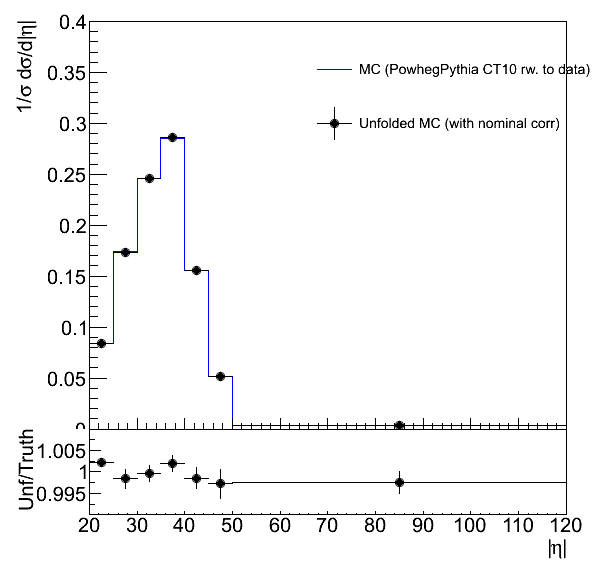 1/σ dσ/d|η|
0.4
0.35
0.3
0.25
0.2
0.15
0.1
0.05
0
MC (PowhegPythia CT10 rw. to data)
Unfolded MC (with nominal corr)
Unf/Truth
1.005
1
0.995
20 30 40 50 60 70 80 90 100 110 120
|η|